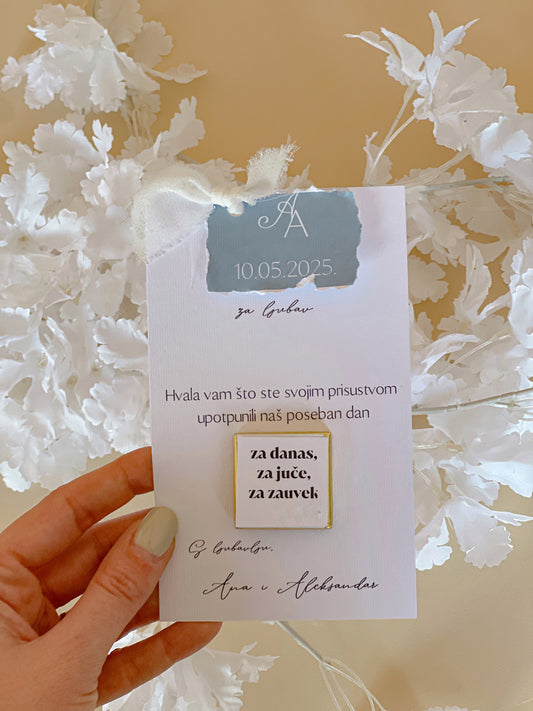 A
A
10.05.2025.
za ljubav
Hvala vam što ste svojim prisustvom
upotpunili naš poseban dan
za danas,
za juče,
za zauvek
S ljubavlju,
Ana i Aleksandar